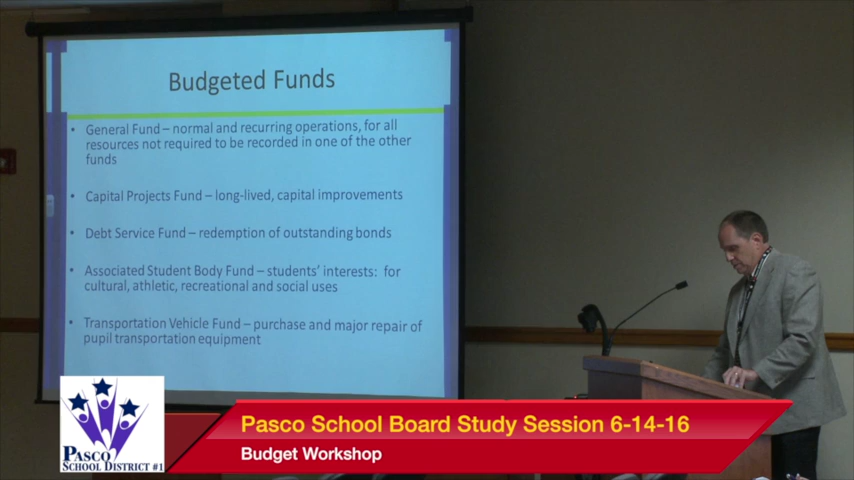 Budgeted Funds
• General Fund – normal and recurring operations, for all
resources not required to be recorded in one of the other
funds
• Capital Projects Fund – long-lived, capital improvements
• Debt Service Fund – redemption of outstanding bonds
• Associated Student Body Fund – students' interests: for
cultural, athletic, recreational and social uses
• Transportation Vehicle Fund – purchase and major repair of
pupil transportation equipment
Pasco School Board Study Session 6-14-16
Budget Workshop
PASCO
SCHOOL DISTRICT #1